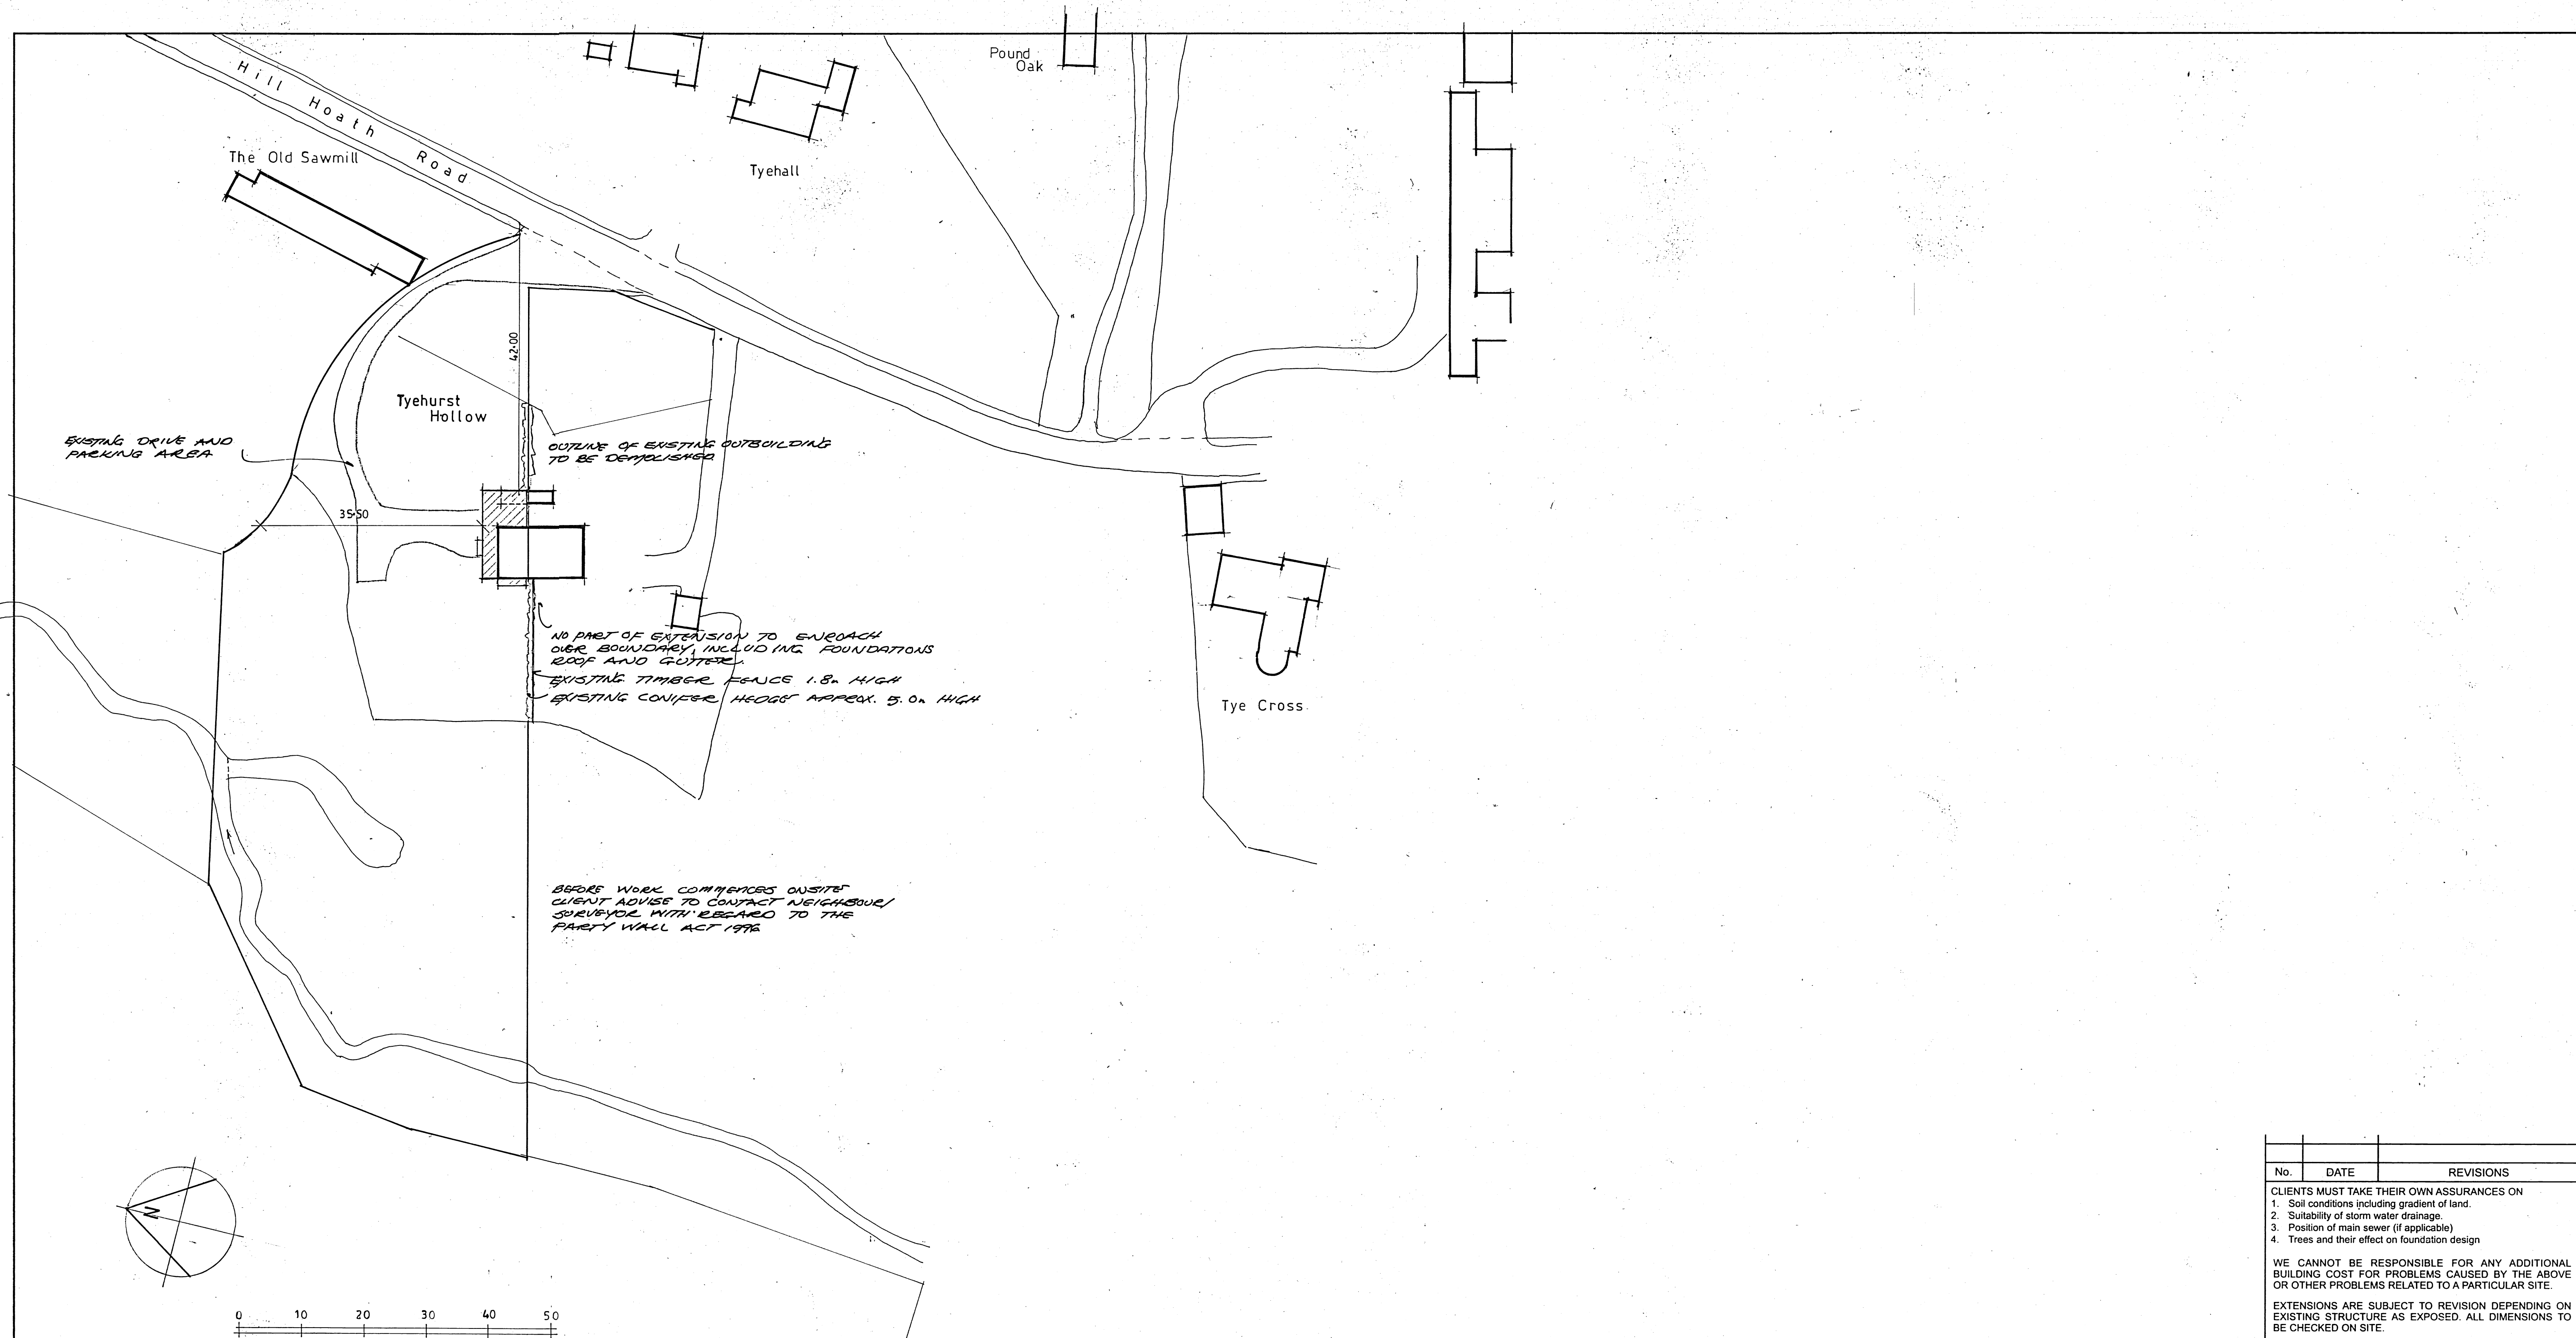 Hill Hoath Road
Pound
Oak
The Old Sawmill
Tyehall
42.00
Tyehurst
Hollow
EXISTING DRIVE AND
PARKING AREA
OUTLINE OF EXISTING OUTBUILDING
TO BE DEMOLISHED
35.50
NO PART OF EXTENSION TO ENROACH
OVER BOUNDARY, INCLUDING FOUNDATIONS
ROOF AND GUTTER.
EXISTING TIMBER FENCE 1.8m HIGH
EXISTING CONIFER HEDGE APPROX. 5.0m HIGH
Tye Cross
BEFORE WORK COMMENCES ONSITE
CLIENT ADVISE TO CONTACT NEIGHBOUR/
SURVEYOR WITH REGARD TO THE
PARTY WALL ACT 1996
N
0 10 20 30 40 50
No. DATE REVISIONS
CLIENTS MUST TAKE THEIR OWN ASSURANCES ON
1. Soil conditions including gradient of land.
2. Suitability of storm water drainage.
3. Position of main sewer (if applicable)
4. Trees and their effect on foundation design
WE CANNOT BE RESPONSIBLE FOR ANY ADDITIONAL
BUILDING COST FOR PROBLEMS CAUSED BY THE ABOVE
OR OTHER PROBLEMS RELATED TO A PARTICULAR SITE.
EXTENSIONS ARE SUBJECT TO REVISION DEPENDING ON
EXISTING STRUCTURE AS EXPOSED. ALL DIMENSIONS TO
BE CHECKED ON SITE.